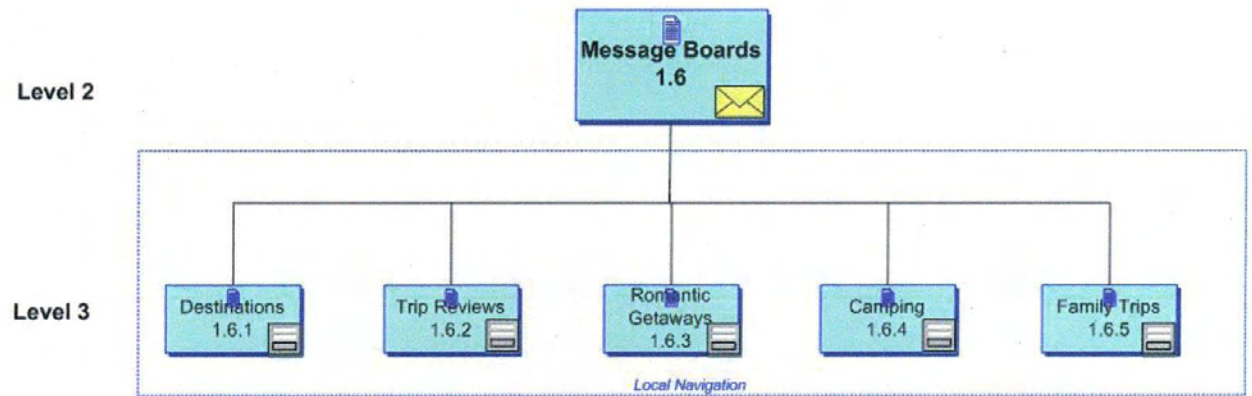 Message Boards
1.6
Level 2
Level 3
Destinations
1.6.1
Trip Reviews
1.6.2
Romantic
Getaways
1.6.3
Camping
1.6.4
Family Trips
1.6.5
Local Navigation